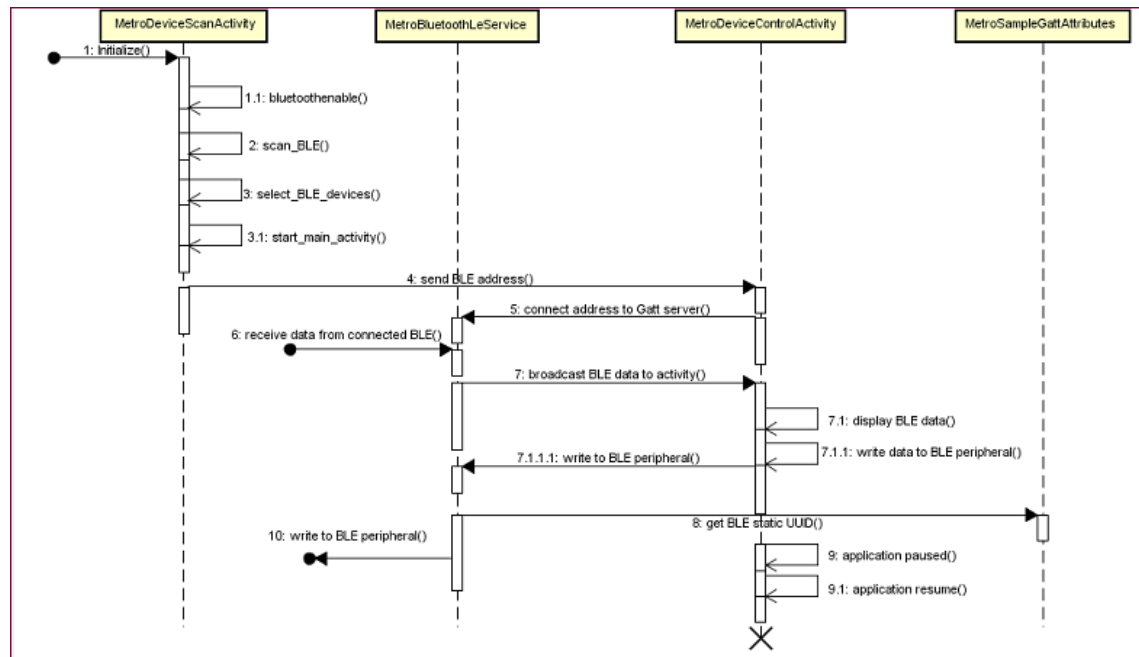 MetroDeviceScanActivity
MetroBluetoothLeService
MetroDeviceControlActivity
MetroSampleGattAttributes
1: Initialize()
1.1: bluetoothenable()
2: scan_BLE()
3: select_BLE_devices()
3.1: start_main_activity()
4: send BLE address()
5: connect address to Gatt server()
6: receive data from connected BLE()
7: broadcast BLE data to activity()
7.1: display BLE data()
7.1.1: write data to BLE peripheral()
7.1.1.1: write to BLE peripheral()
8: get BLE static UUID()
10: write to BLE peripheral()
9: application paused()
9.1: application resume()